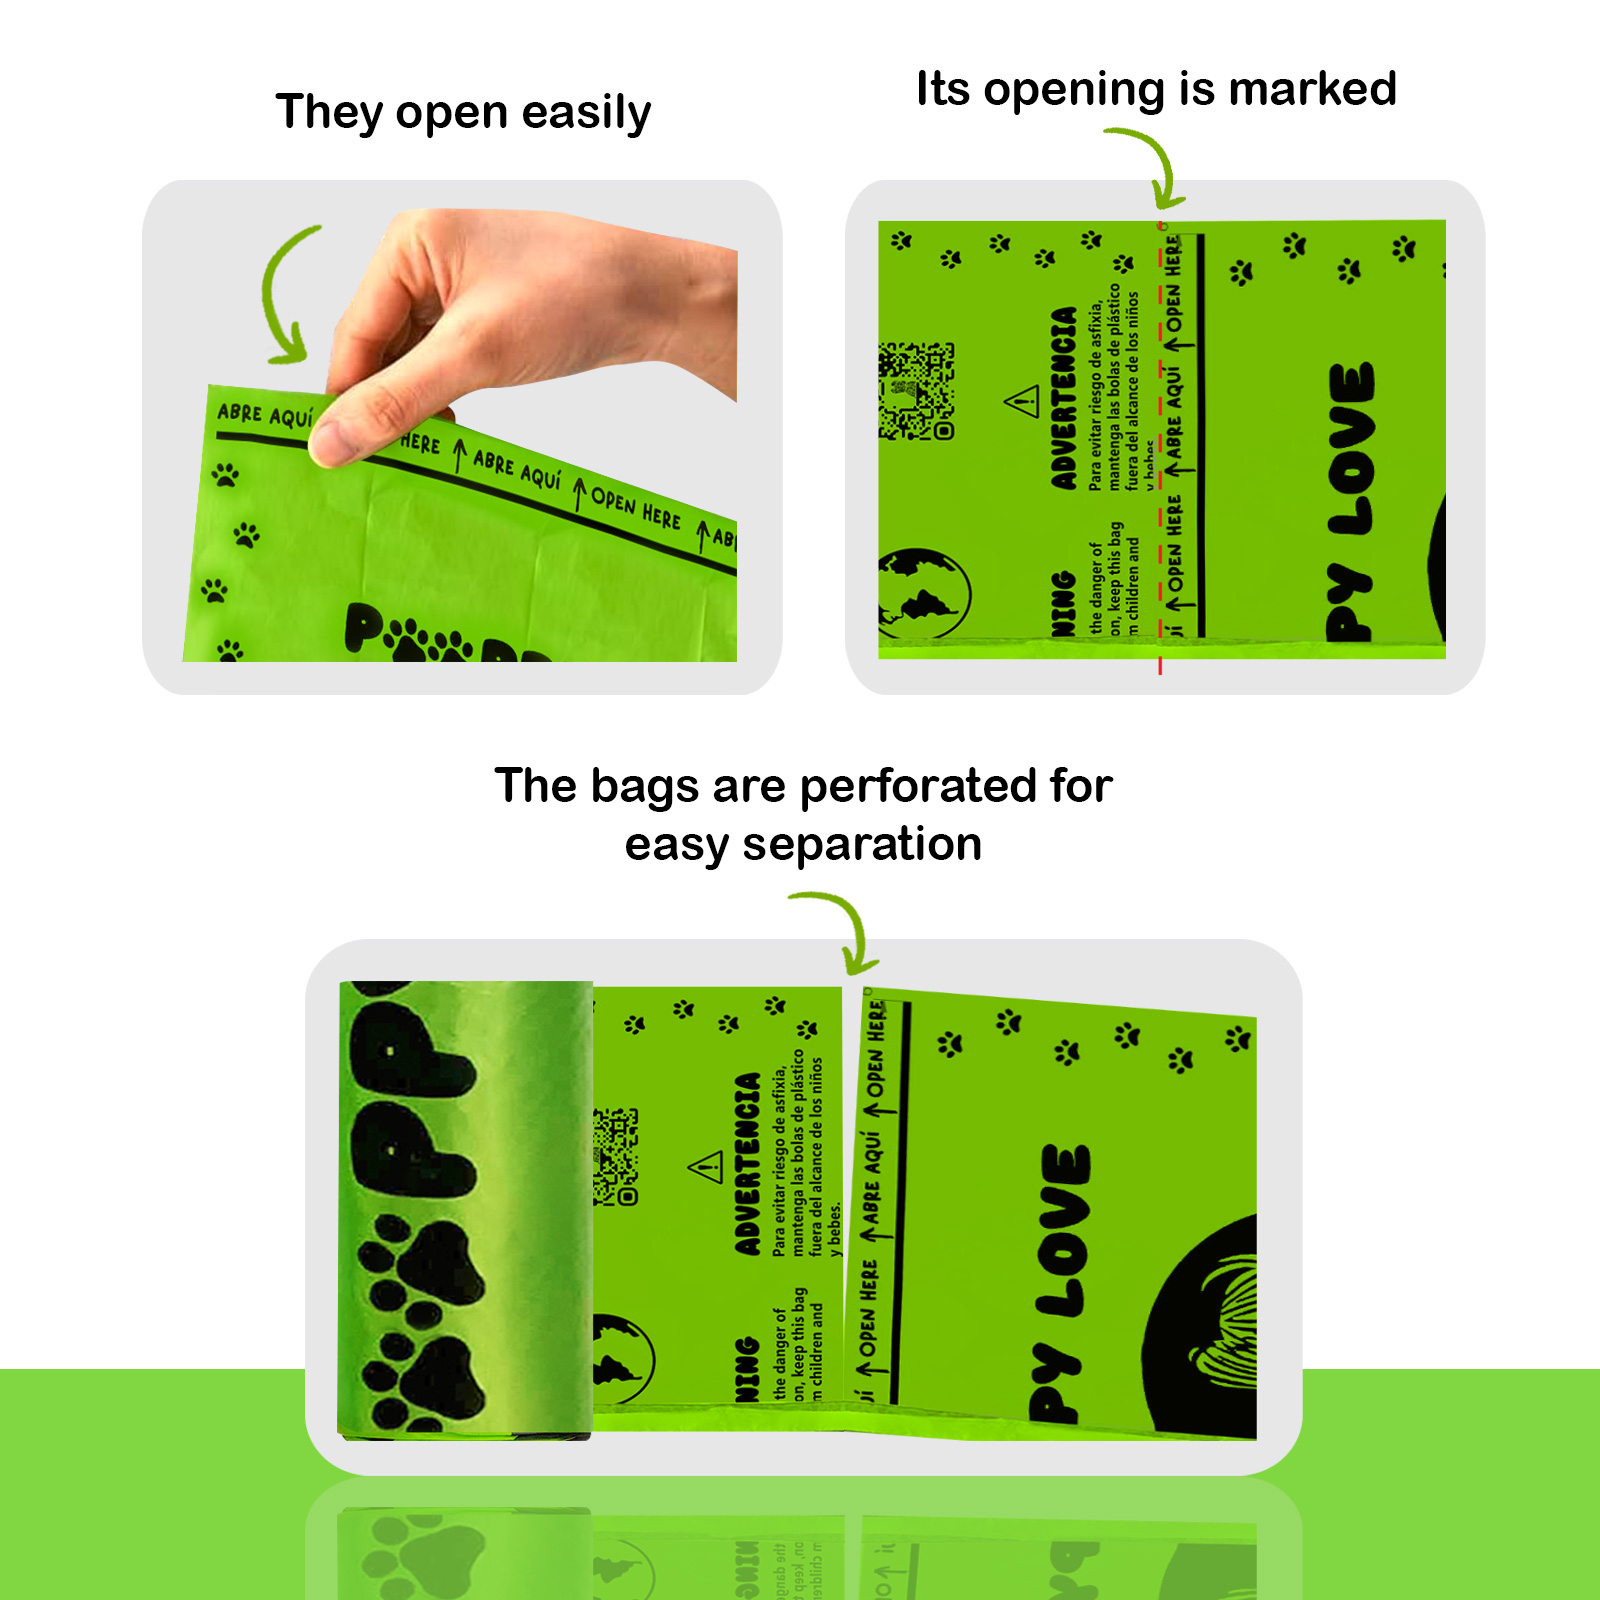 They open easily
Its opening is marked
ABRE AQUÍ HERE ↑ ABRE AQUÍ ↑ OPEN HERE ↑ AB
ADVERTENCIA
Para evitar riesgo de asfixia,
mantenga las bolas de plástico
fuera del alcance de los niños
y bebes
NING
the danger of
on, keep this bag
m children and
UÍ ↑ OPEN HERE ↑ ABRE AQUÍ ↑ OPEN HERE
PY LOVE
The bags are perforated for
easy separation
PP
ADVERTENCIA
Para evitar riesgo de asfixia,
mantenga las bolas de plástico
fuera del alcance de los niños
y bebes.
NING
the danger of
on, keep this bag
m children and
UÍ ↑ OPEN HERE ↑ ABRE AQUÍ ↑ OPEN HERE
PY LOVE